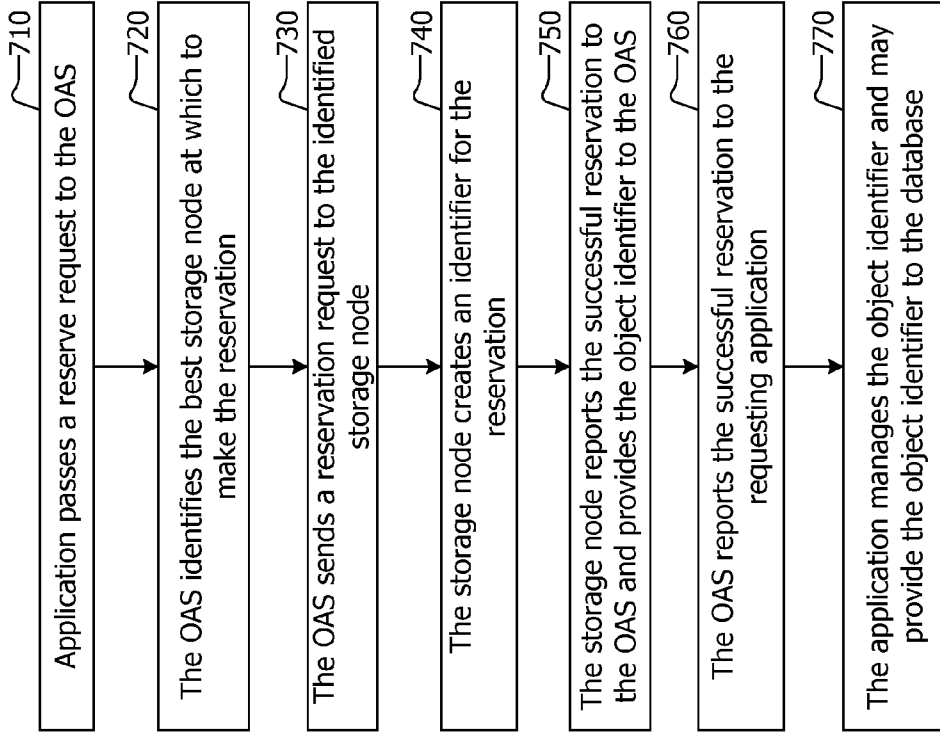 710
Application passes a reserve request to the OAS
720
The OAS identifies the best storage node at which to
make the reservation
730
The OAS sends a reservation request to the identified
storage node
740
The storage node creates an identifier for the
reservation
750
The storage node reports the successful reservation to
the OAS and provides the object identifier to the OAS
760
The OAS reports the successful reservation to the
requesting application
770
The application manages the object identifier and may
provide the object identifier to the database